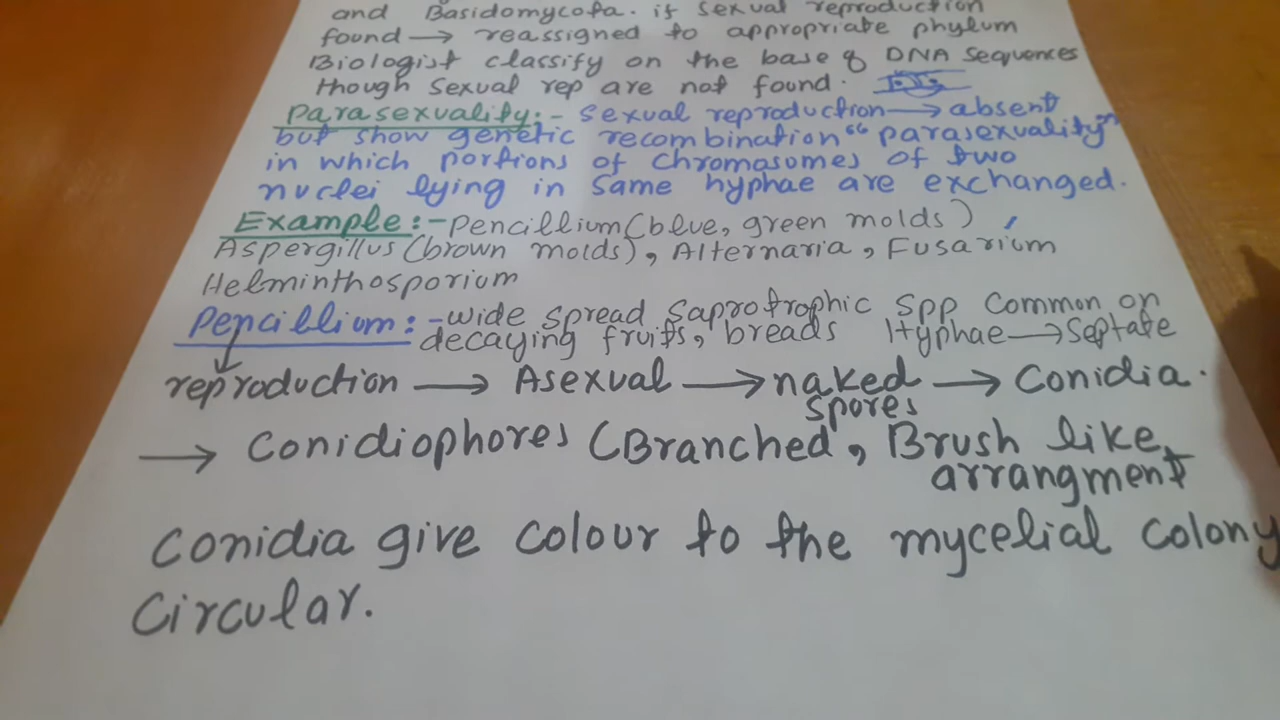 and Basidomycota. if sexual reproduction
found → reassigned to appropriate phylum
Biologist classify on the base of DNA Sequences
though Sexual rep are not found.
Parasexuality:- Sexual reproduction → absent
but show genetic recombination "parasexuality"
in which portions of chromasomes of two
nuclei lying in same hyphae are exchanged.
Example:- Pencillium (blue, green molds),
Aspergillus (brown molds), Alternaria, Fusarium
Helminthosporium
Pencillium:- wide spread saprotrophic spp common on
decaying fruits, breads Hyphae → Septate
reproduction → Asexual → naked spores → Conidia.
→ Conidiophores (Branched, Brush like
arrangment
Conidia give colour to the mycelial colony
Circular.